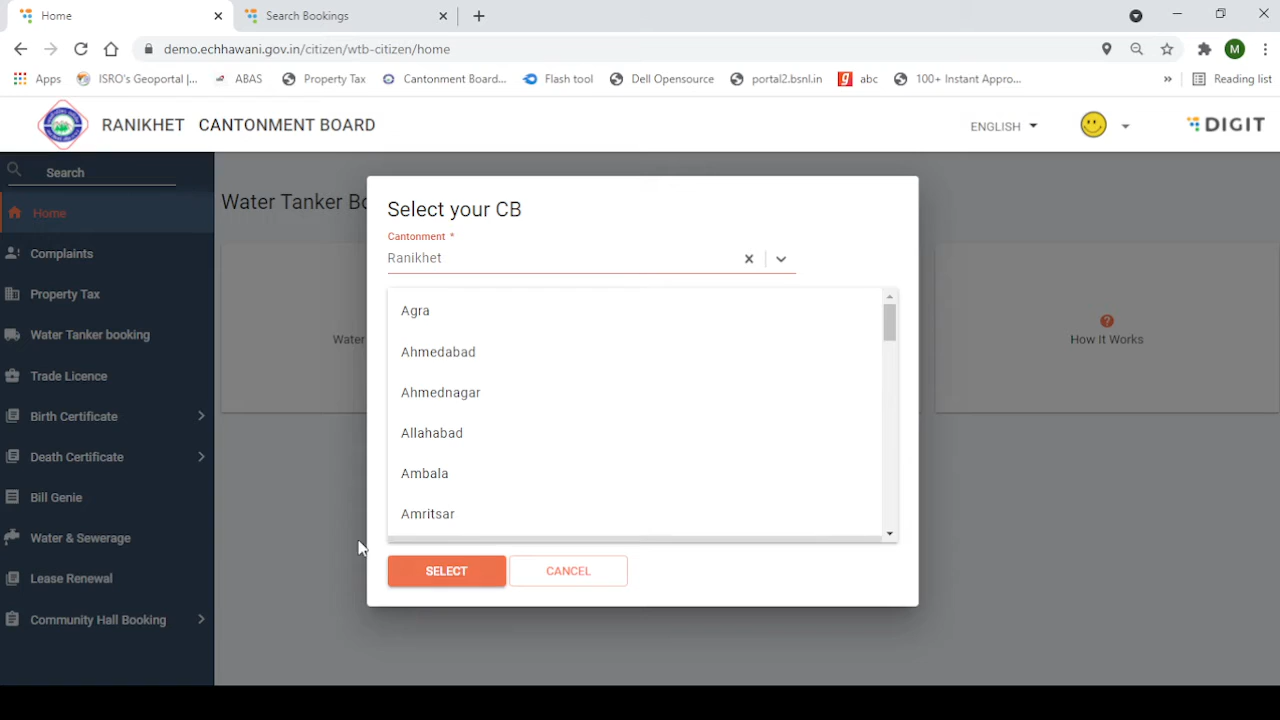 Home
Search Bookings
demo.echhawani.gov.in/citizen/wtb-citizen/home
M
Apps
ISRO's Geoportal |...
ABAS
Property Tax
Cantonment Board...
Flash tool
Dell Opensource
portal2.bsnl.in
abc
100+ Instant Appro...
»
Reading list
RANIKHET CANTONMENT BOARD
ENGLISH
DIGIT
Search
Home
Complaints
Property Tax
Water Tanker booking
Trade Licence
Birth Certificate
Death Certificate
Bill Genie
Water & Sewerage
Lease Renewal
Community Hall Booking
Water Tanker Bo
Water
Select your CB
Cantonment *
Ranikhet
Agra
Ahmedabad
Ahmednagar
Allahabad
Ambala
Amritsar
SELECT
CANCEL
?
How It Works